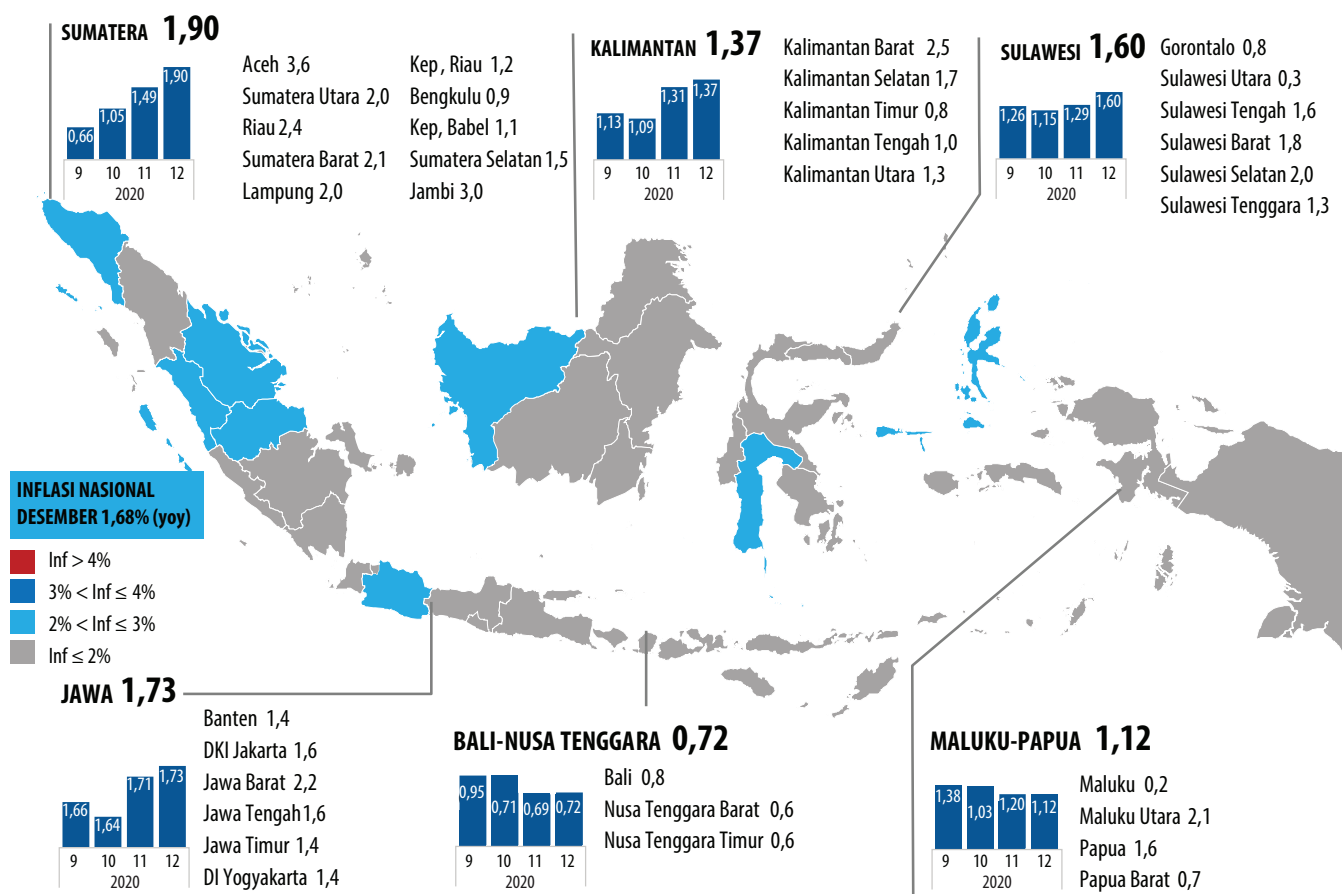 SUMATERA 1,90
0,66 1,05 1,49 1,90
9 10 11 12
2020
Aceh 3,6
Sumatera Utara 2,0
Riau 2,4
Sumatera Barat 2,1
Lampung 2,0
Kep, Riau 1,2
Bengkulu 0,9
Kep, Babel 1,1
Sumatera Selatan 1,5
Jambi 3,0
KALIMANTAN 1,37
1,13 1,09 1,31 1,37
9 10 11 12
2020
Kalimantan Barat 2,5
Kalimantan Selatan 1,7
Kalimantan Timur 0,8
Kalimantan Tengah 1,0
Kalimantan Utara 1,3
SULAWESI 1,60
1,26 1,15 1,29 1,60
9 10 11 12
2020
Gorontalo 0,8
Sulawesi Utara 0,3
Sulawesi Tengah 1,6
Sulawesi Barat 1,8
Sulawesi Selatan 2,0
Sulawesi Tenggara 1,3
INFLASI NASIONAL
DESEMBER 1,68% (yoy)
Inf > 4%
3% < Inf ≤ 4%
2% < Inf ≤ 3%
Inf ≤ 2%
JAWA 1,73
1,66 1,64 1,71 1,73
9 10 11 12
2020
Banten 1,4
DKI Jakarta 1,6
Jawa Barat 2,2
Jawa Tengah 1,6
Jawa Timur 1,4
DI Yogyakarta 1,4
BALI-NUSA TENGGARA 0,72
0,95 0,71 0,69 0,72
9 10 11 12
2020
Bali 0,8
Nusa Tenggara Barat 0,6
Nusa Tenggara Timur 0,6
MALUKU-PAPUA 1,12
1,38 1,03 1,20 1,12
9 10 11 12
2020
Maluku 0,2
Maluku Utara 2,1
Papua 1,6
Papua Barat 0,7